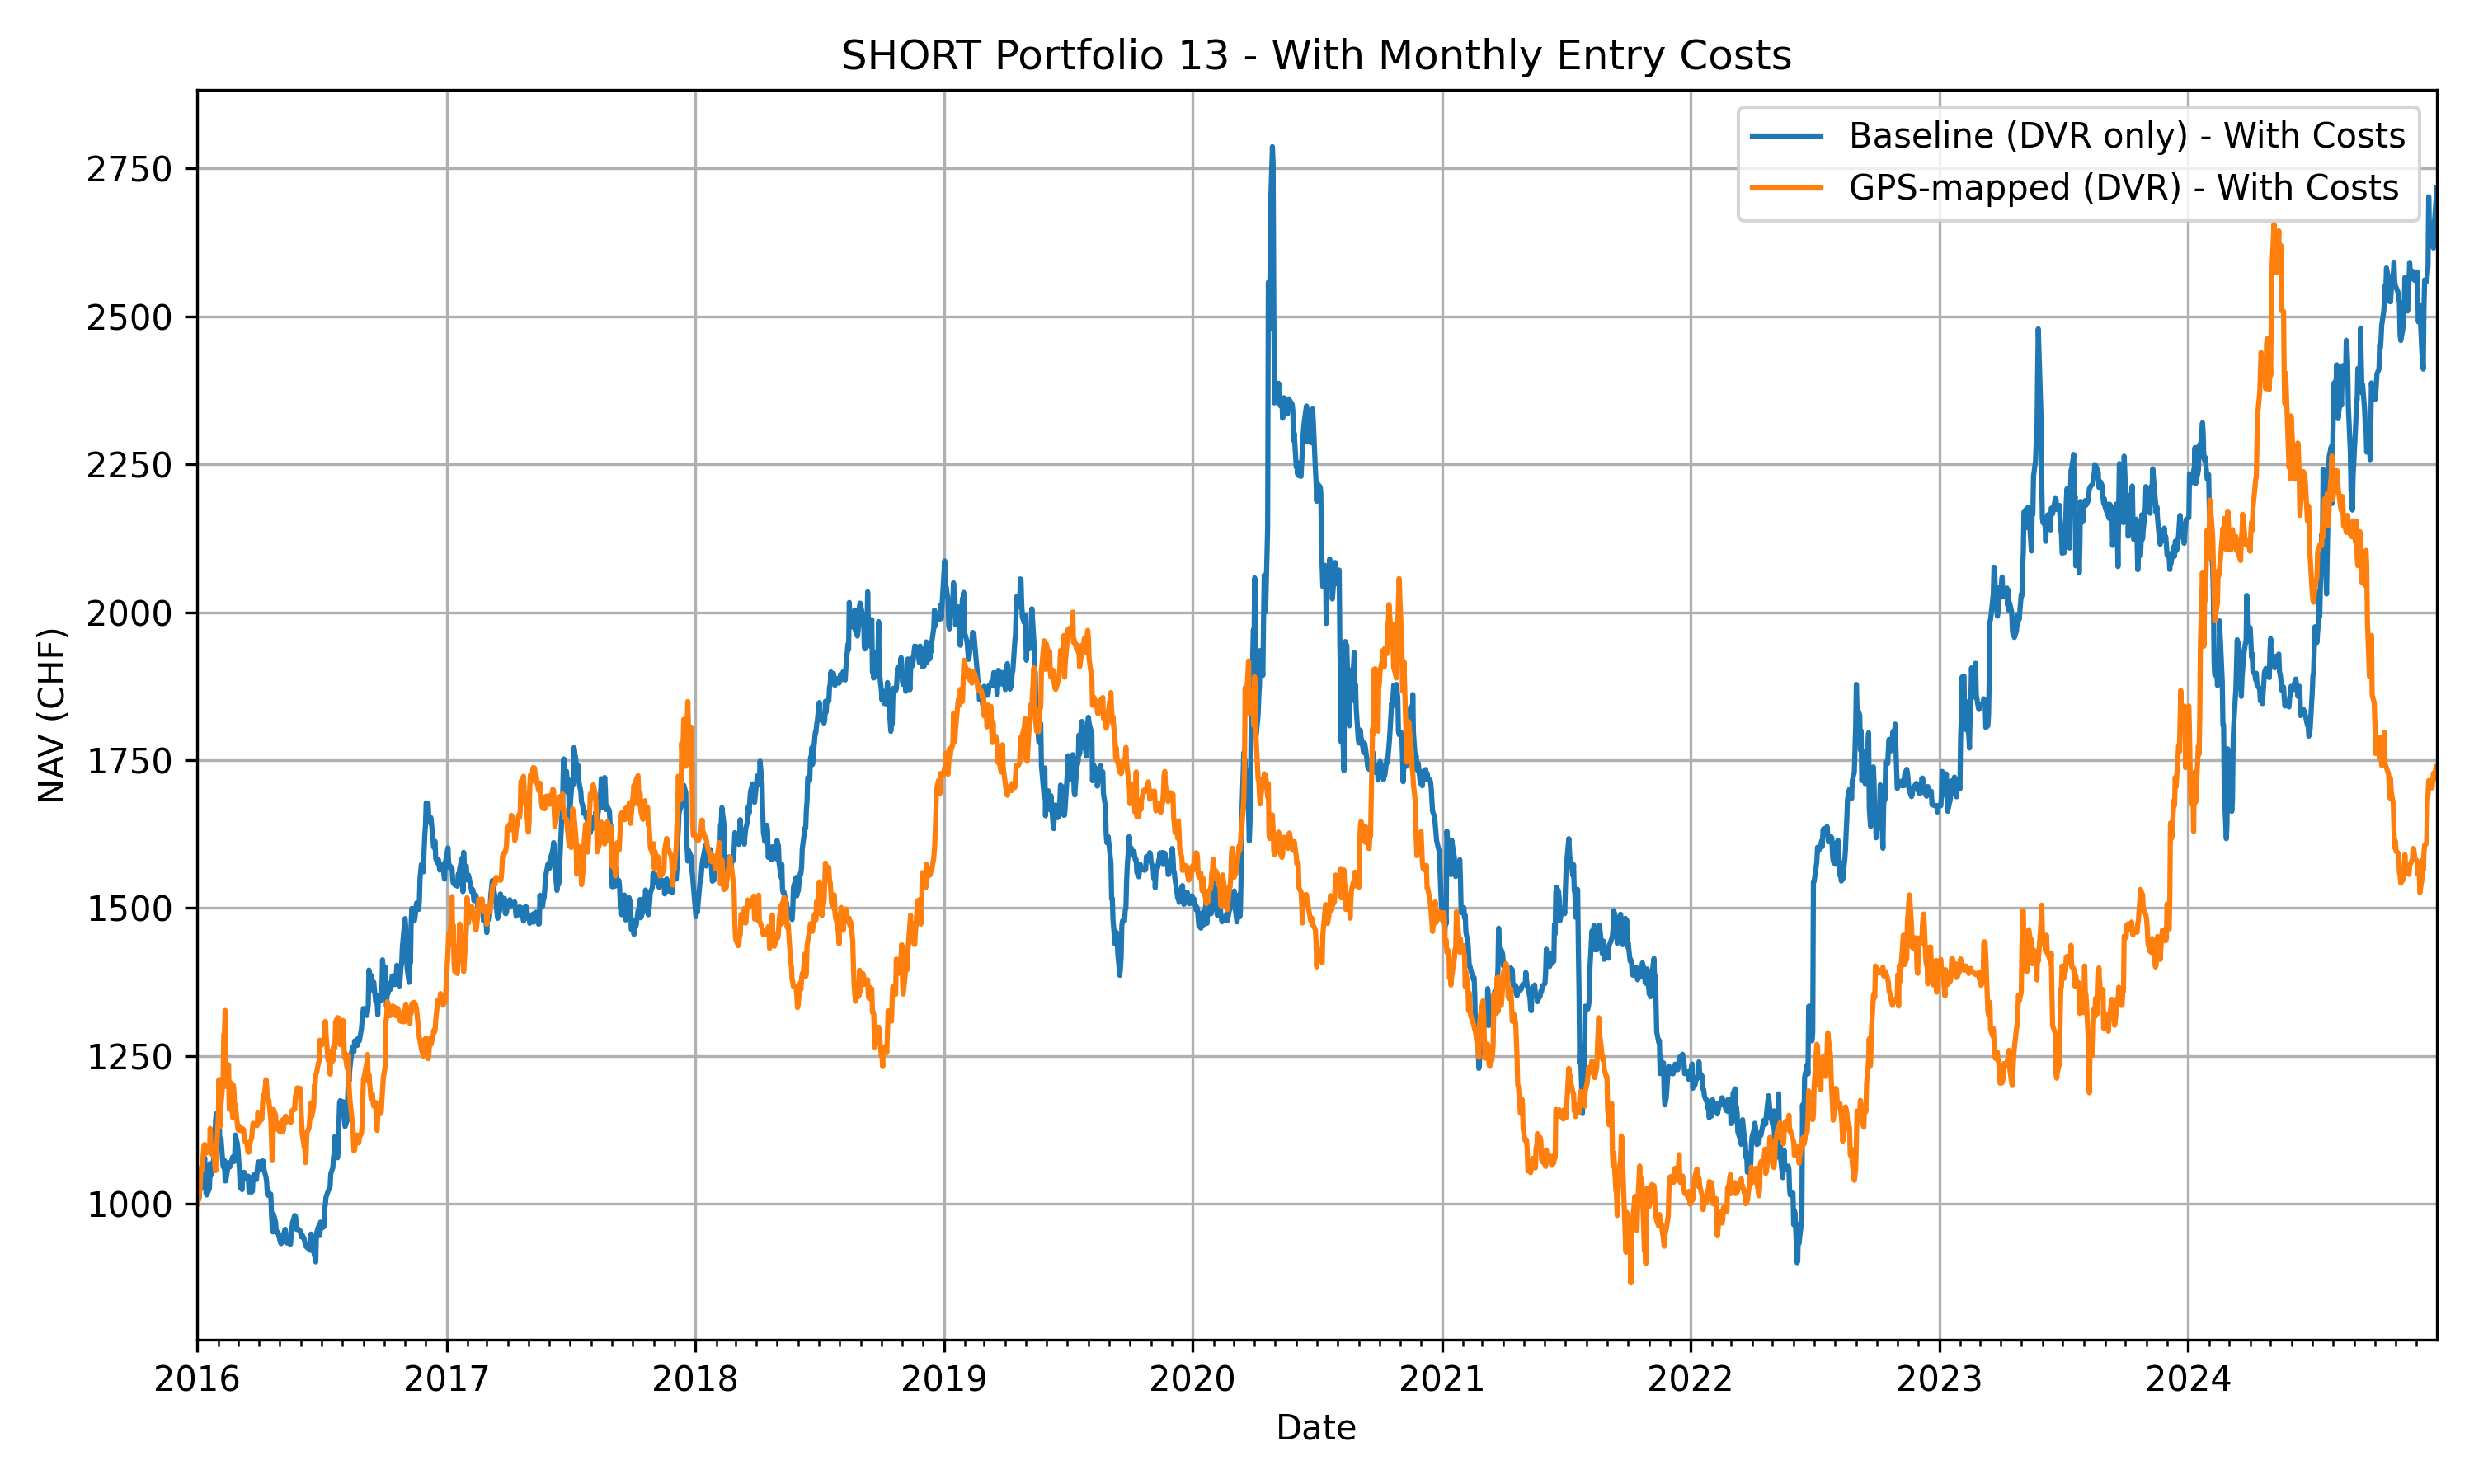 SHORT Portfolio 13 - With Monthly Entry Costs
Baseline (DVR only) - With Costs
GPS-mapped (DVR) - With Costs
NAV (CHF)
2750
2500
2250
2000
1750
1500
1250
1000
2016 2017 2018 2019 2020 2021 2022 2023 2024
Date